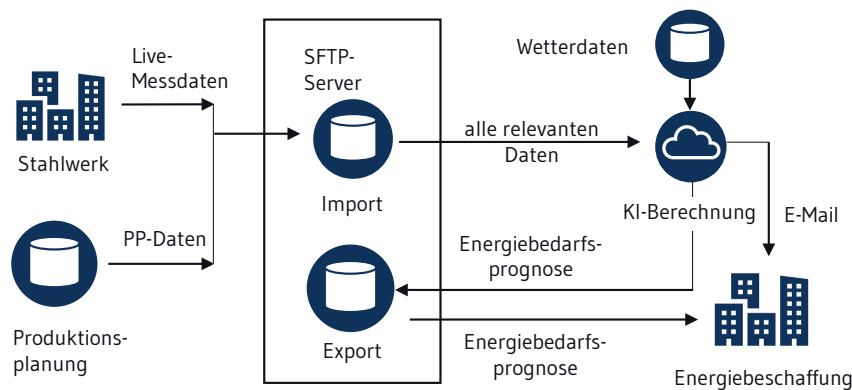 Live-
Messdaten
Stahlwerk
PP-Daten
Produktions-
planung
SFTP-
Server
Import
Export
Wetterdaten
alle relevanten
Daten
KI-Berechnung
E-Mail
Energiebedarfs-
prognose
Energiebedarfs-
prognose
Energiebeschaffung